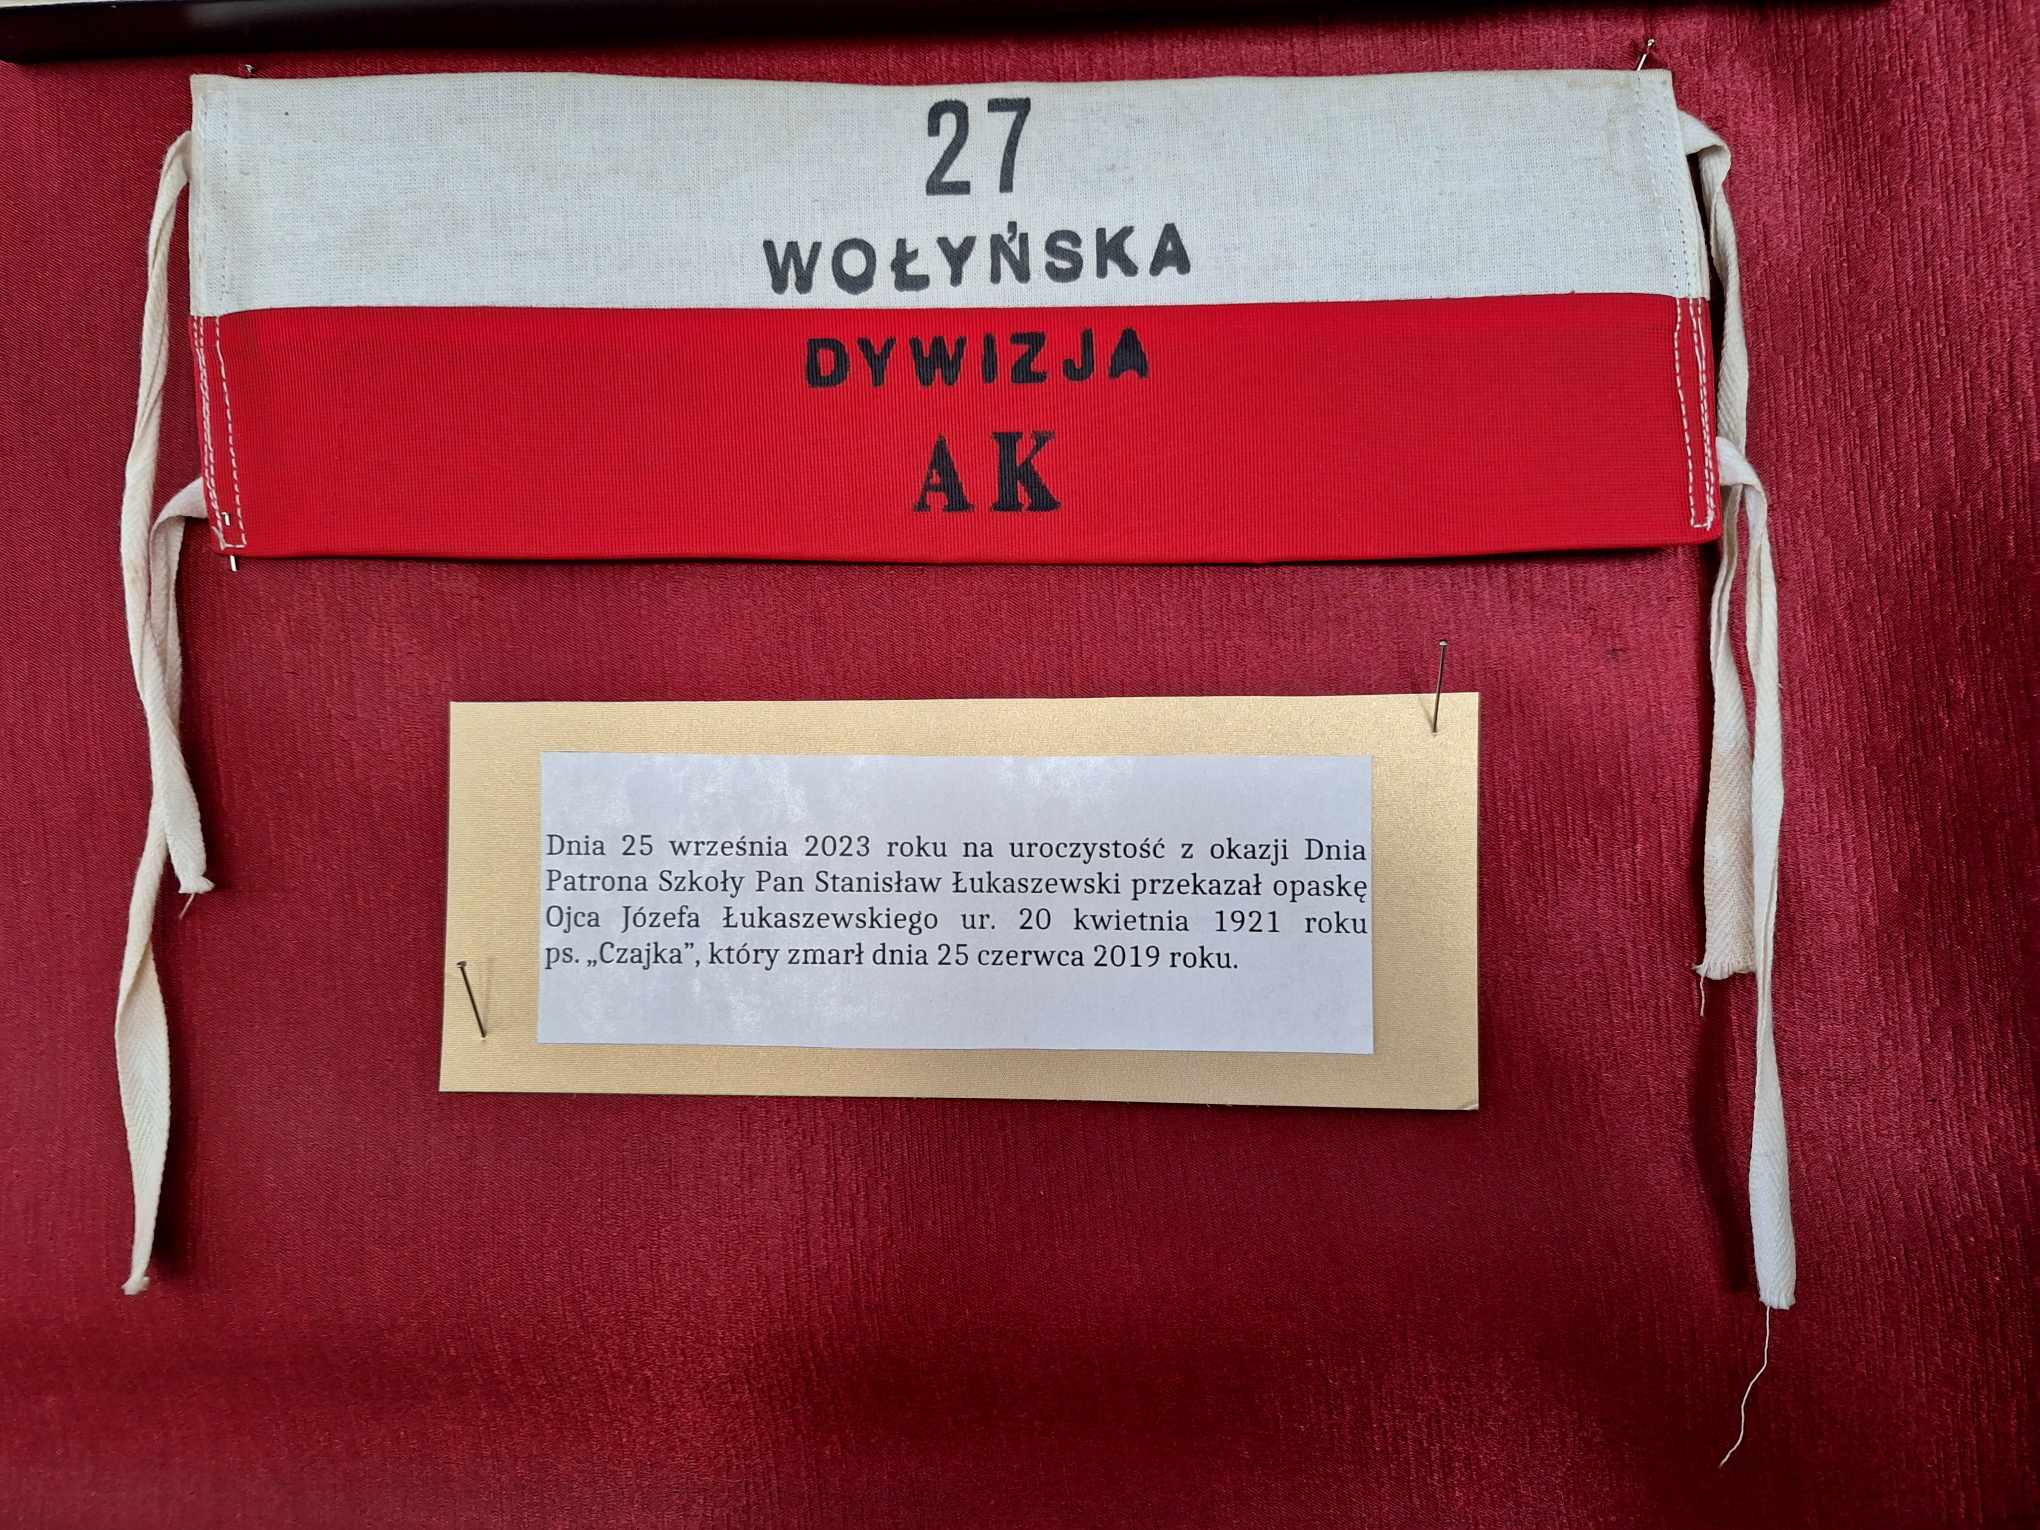 27
WOŁYŃSKA
DYWIZJA
AK
Dnia 25 września 2023 roku na uroczystość z okazji Dnia
Patrona Szkoły Pan Stanisław Łukaszewski przekazał opaskę
Ojca Józefa Łukaszewskiego ur. 20 kwietnia 1921 roku
ps. „Czajka”, który zmarł dnia 25 czerwca 2019 roku.